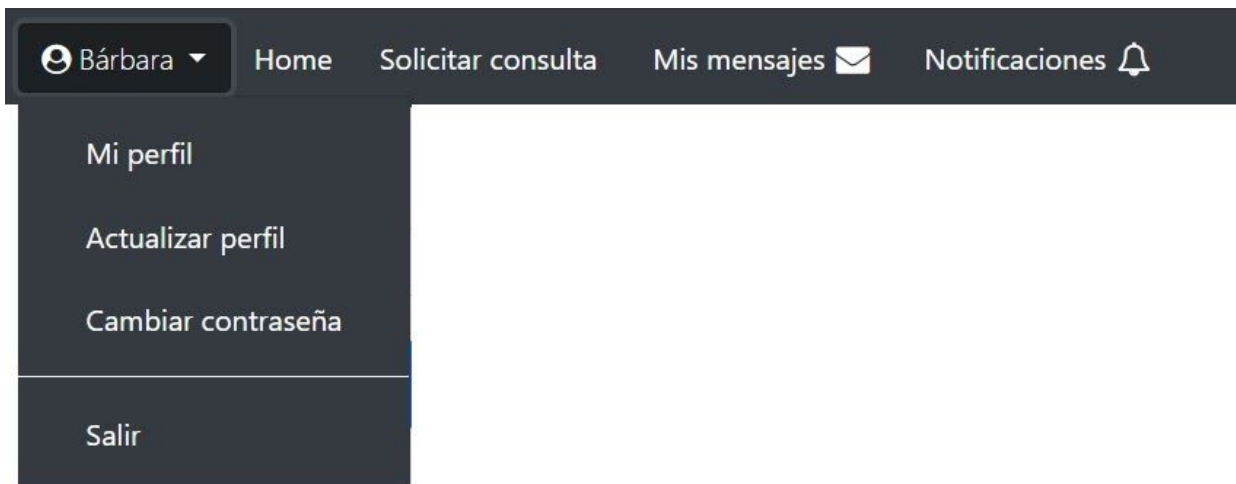 Bárbara Home Solicitar consulta Mis mensajes Notificaciones
Mi perfil
Actualizar perfil
Cambiar contraseña
Salir